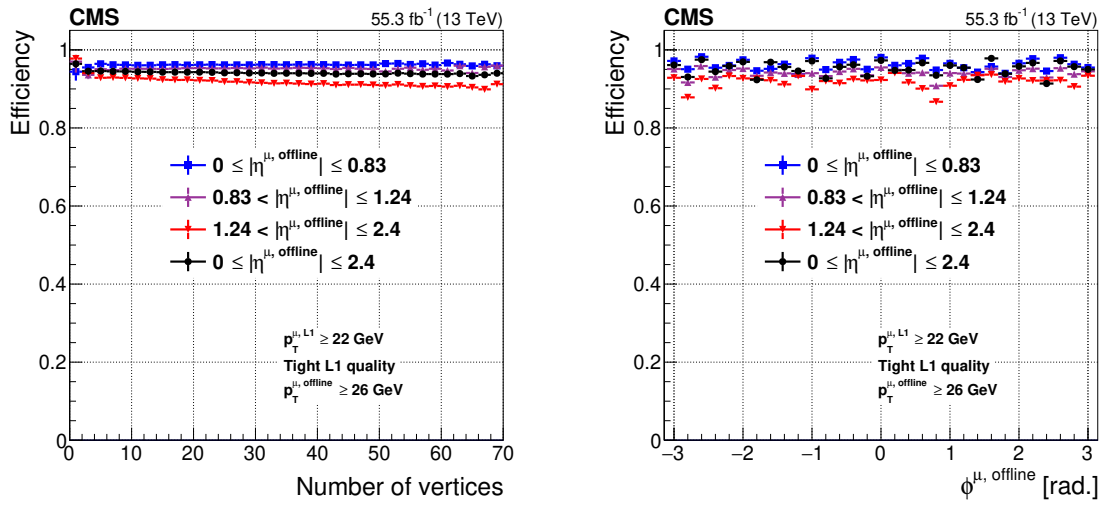 CMS 55.3 fb⁻¹ (13 TeV)
Efficiency
1
0.8
0.6
0.4
0.2
0
0 ≤ |η^μ, offline| ≤ 0.83
0.83 < |η^μ, offline| ≤ 1.24
1.24 < |η^μ, offline| ≤ 2.4
0 ≤ |η^μ, offline| ≤ 2.4
p_T^μ, L1 ≥ 22 GeV
Tight L1 quality
p_T^μ, offline ≥ 26 GeV
0 10 20 30 40 50 60 70
Number of vertices
CMS 55.3 fb⁻¹ (13 TeV)
Efficiency
1
0.8
0.6
0.4
0.2
0
0 ≤ |η^μ, offline| ≤ 0.83
0.83 < |η^μ, offline| ≤ 1.24
1.24 < |η^μ, offline| ≤ 2.4
0 ≤ |η^μ, offline| ≤ 2.4
p_T^μ, L1 ≥ 22 GeV
Tight L1 quality
p_T^μ, offline ≥ 26 GeV
−3 −2 −1 0 1 2 3
ϕ^μ, offline [rad.]